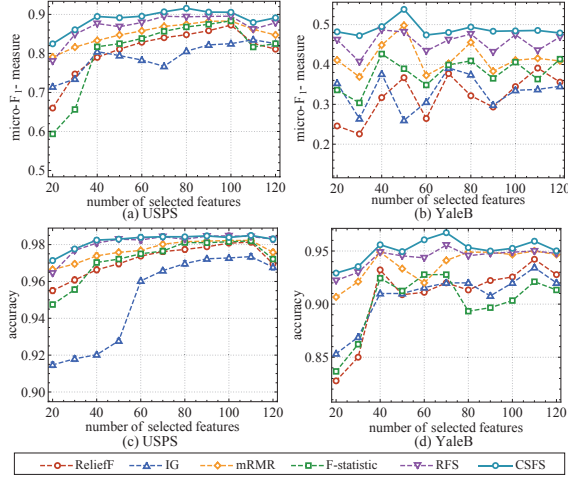 micro-F₁- measure
0.9
0.8
0.7
0.6
0.5
20 40 60 80 100 120
number of selected features
(a) USPS
micro-F₁- measure
0.5
0.4
0.3
0.2
20 40 60 80 100 120
number of selected features
(b) YaleB
accuracy
0.98
0.96
0.94
0.92
0.90
20 40 60 80 100 120
number of selected features
(c) USPS
accuracy
0.95
0.90
0.85
20 40 60 80 100 120
number of selected features
(d) YaleB
ReliefF IG mRMR F-statistic RFS CSFS